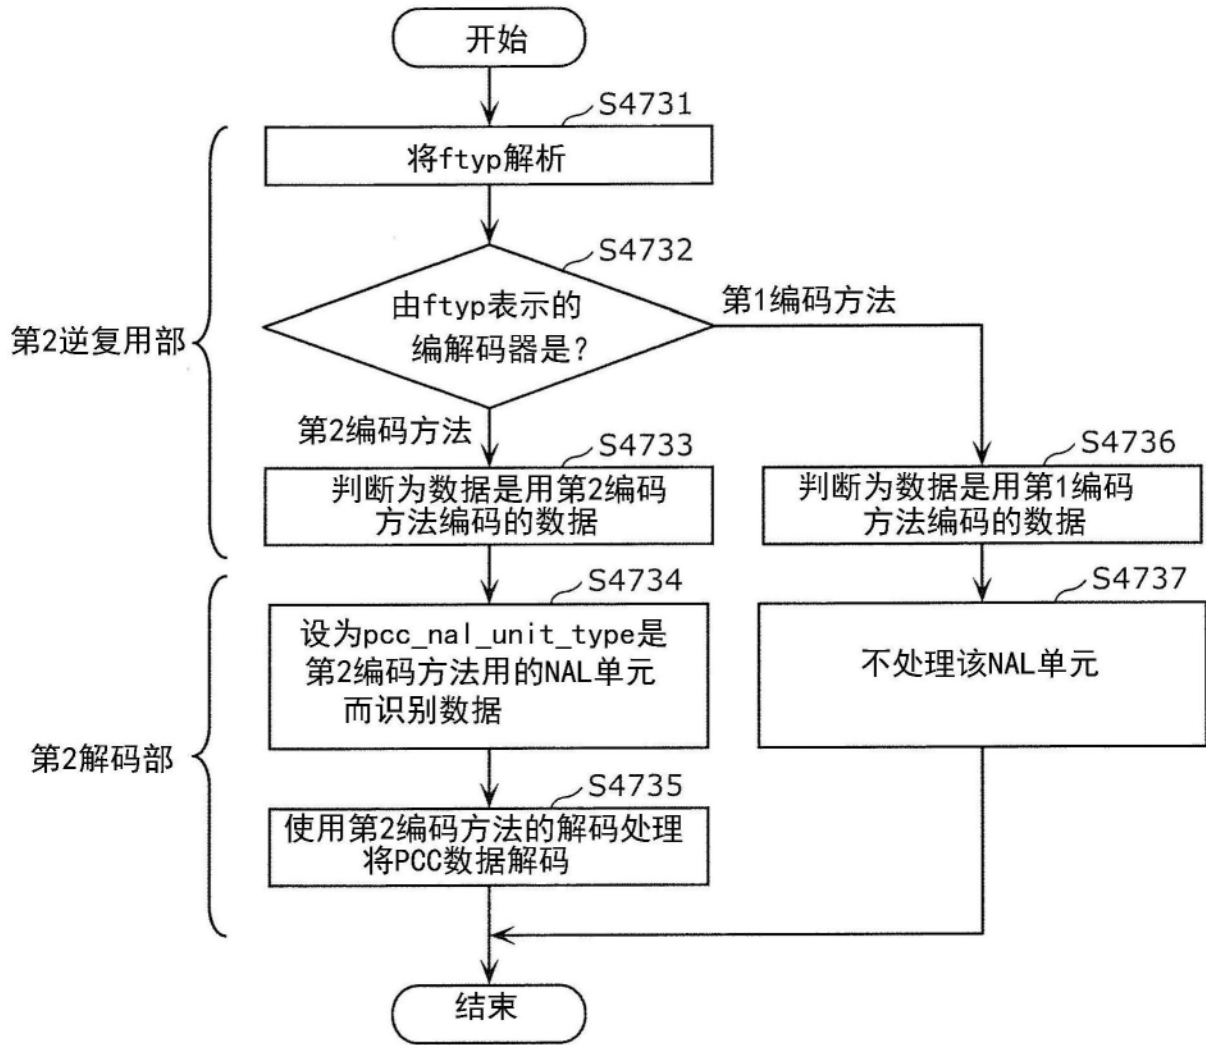 开始
S4731
将ftyp解析
S4732
由ftyp表示的
编解码器是?
第1编码方法
第2逆复用部
第2编码方法
S4733
判断为数据是用第2编码
方法编码的数据
S4736
判断为数据是用第1编码
方法编码的数据
S4734
设为pcc_nal_unit_type是
第2编码方法用的NAL单元
而识别数据
S4737
不处理该NAL单元
第2解码部
S4735
使用第2编码方法的解码处理
将PCC数据解码
结束